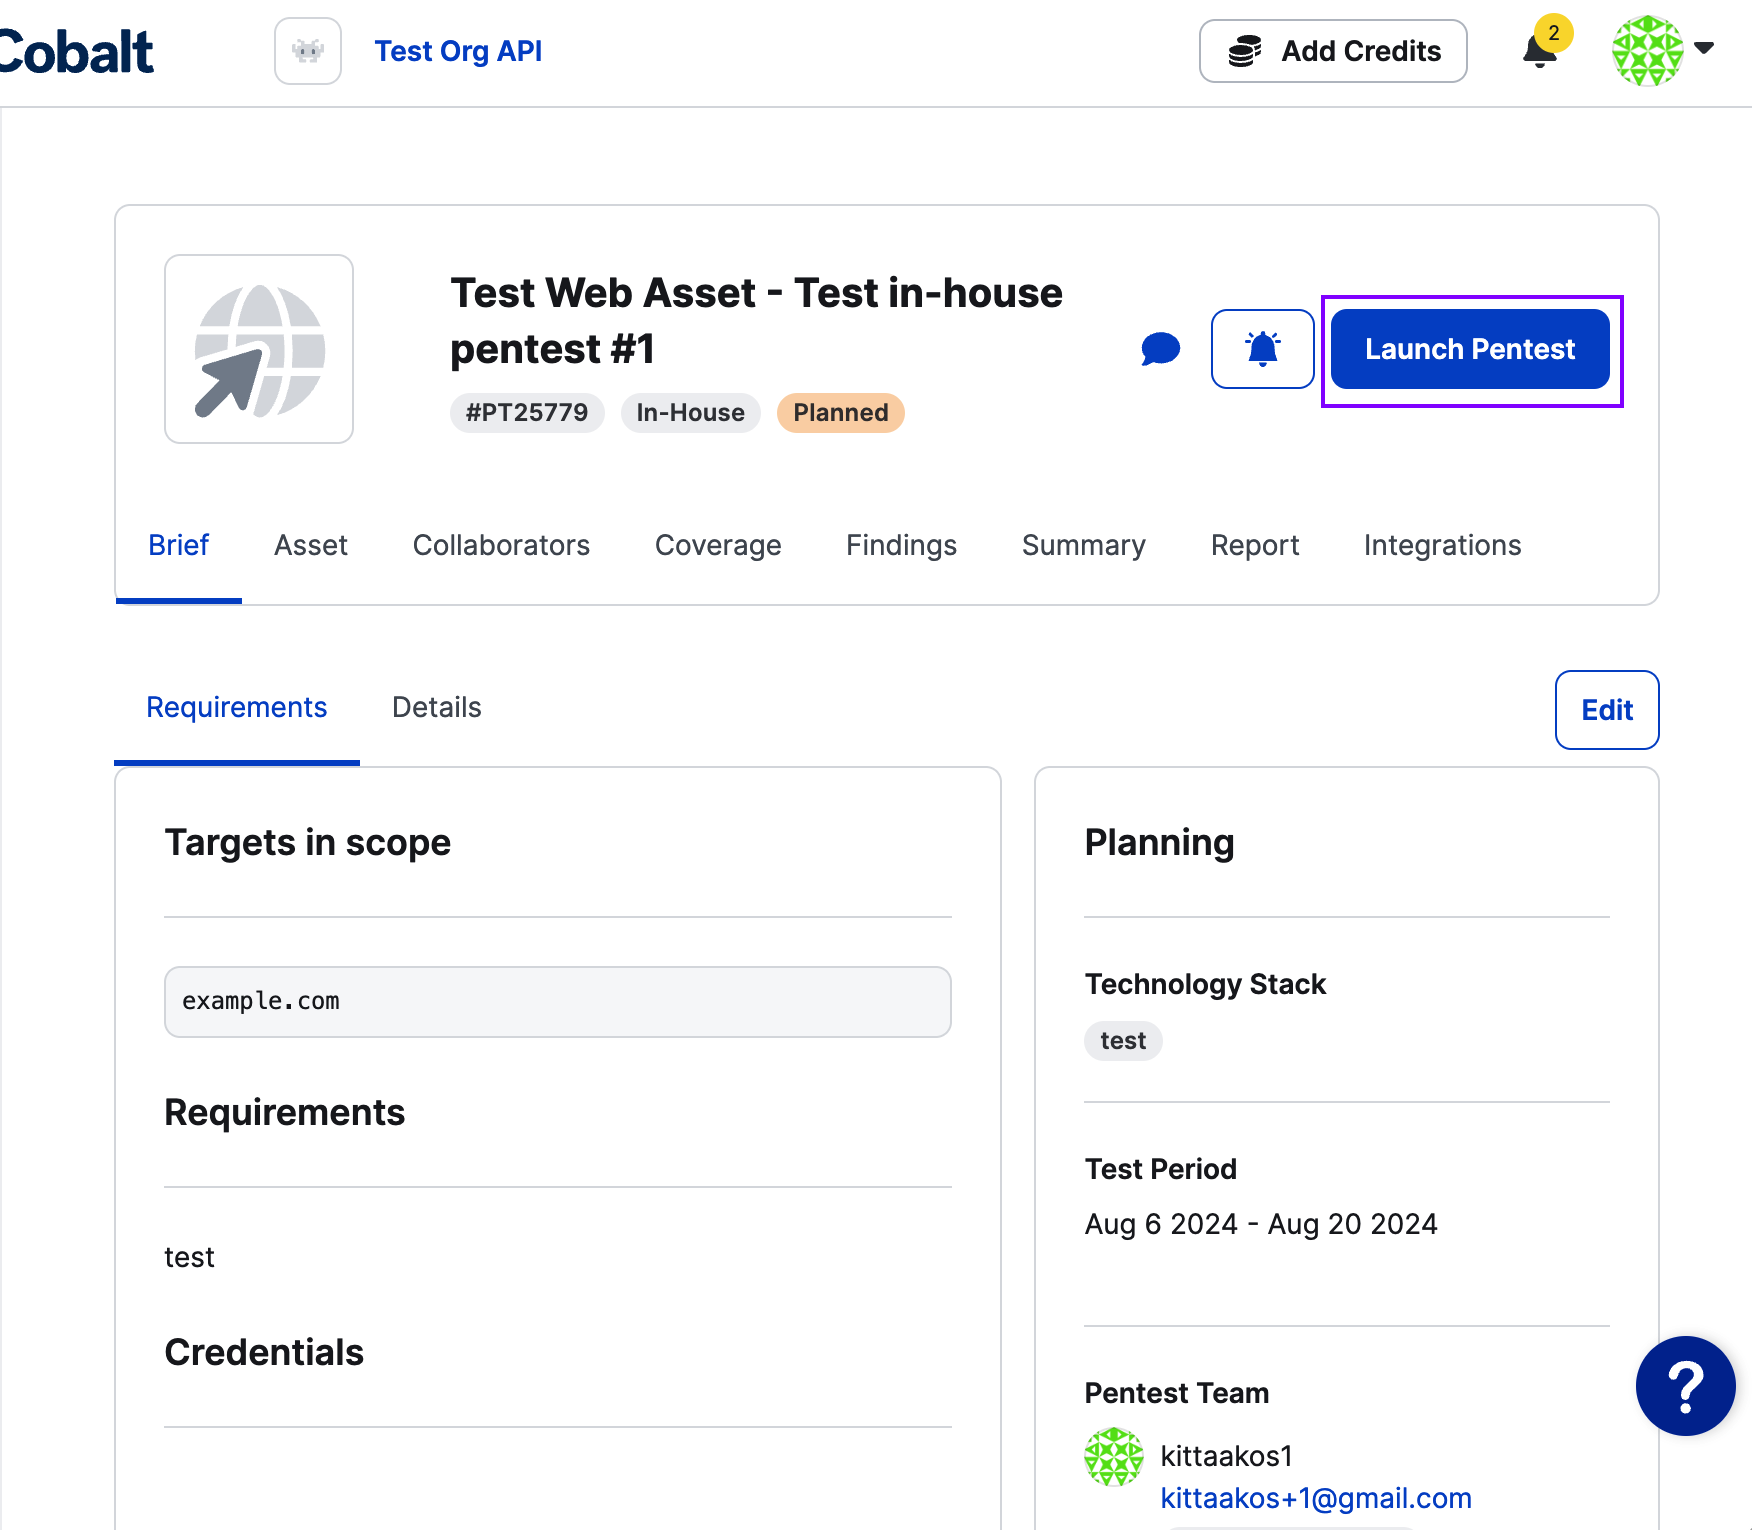 Cobalt
Test Org API
Add Credits
2
Test Web Asset - Test in-house
pentest #1
Launch Pentest
#PT25779
In-House
Planned
Brief
Asset
Collaborators
Coverage
Findings
Summary
Report
Integrations
Requirements
Details
Edit
Targets in scope
example.com
Requirements
test
Credentials
Planning
Technology Stack
test
Test Period
Aug 6 2024 - Aug 20 2024
Pentest Team
kittaakos1
kittaakos+1@gmail.com
?